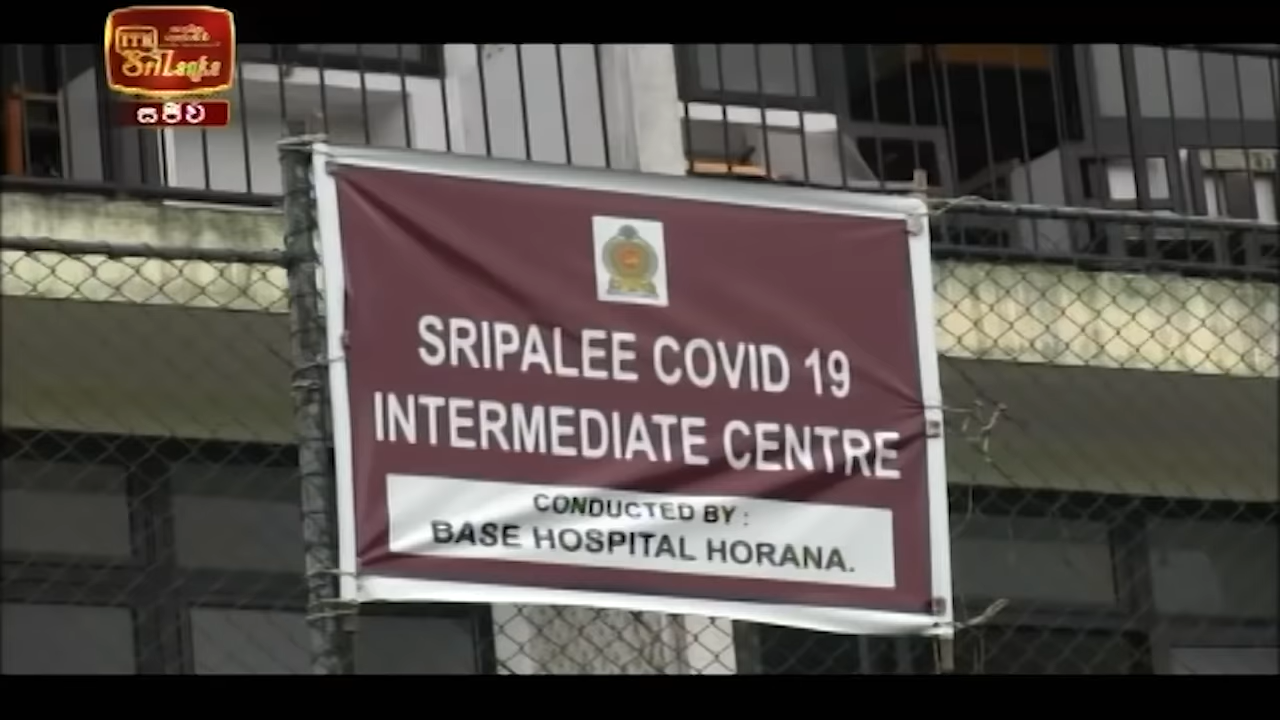 ITN
Sri Lanka
සජීව
SRIPALEE COVID 19
INTERMEDIATE CENTRE
CONDUCTED BY :
BASE HOSPITAL HORANA.